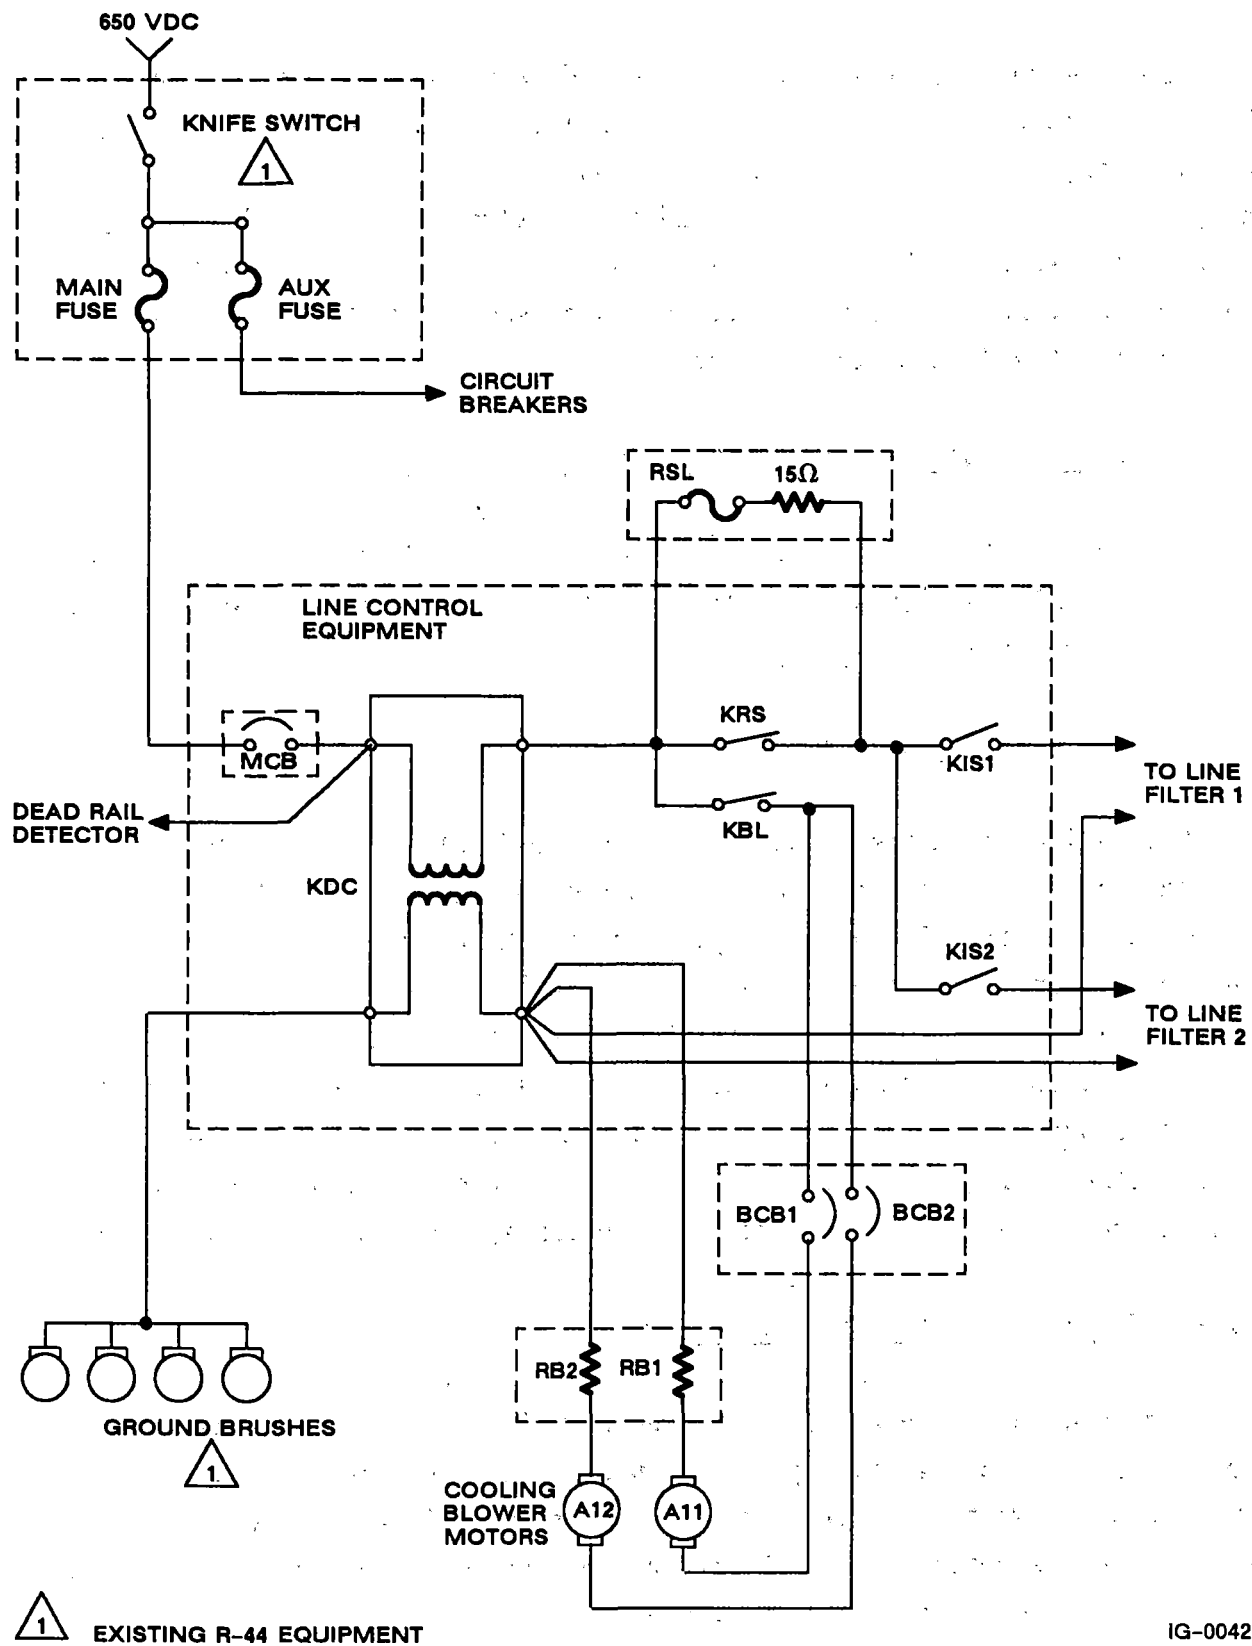 650 VDC
KNIFE SWITCH
1
MAIN
FUSE
AUX
FUSE
CIRCUIT
BREAKERS
RSL
15Ω
LINE CONTROL
EQUIPMENT
KRS
MCB
KIS1
TO LINE
FILTER 1
DEAD RAIL
DETECTOR
KBL
KDC
KIS2
TO LINE
FILTER 2
BCB1
BCB2
RB2
RB1
GROUND BRUSHES
1
COOLING
BLOWER
MOTORS
A12
A11
1
EXISTING R-44 EQUIPMENT
IG-0042